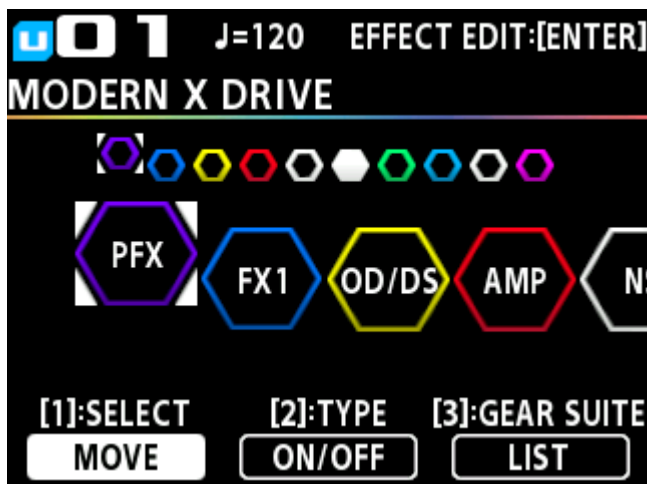 U01 ♩=120 EFFECT EDIT:[ENTER]
MODERN X DRIVE
PFX FX1 OD/DS AMP
[1]:SELECT [2]:TYPE [3]:GEAR SUITE
MOVE ON/OFF LIST